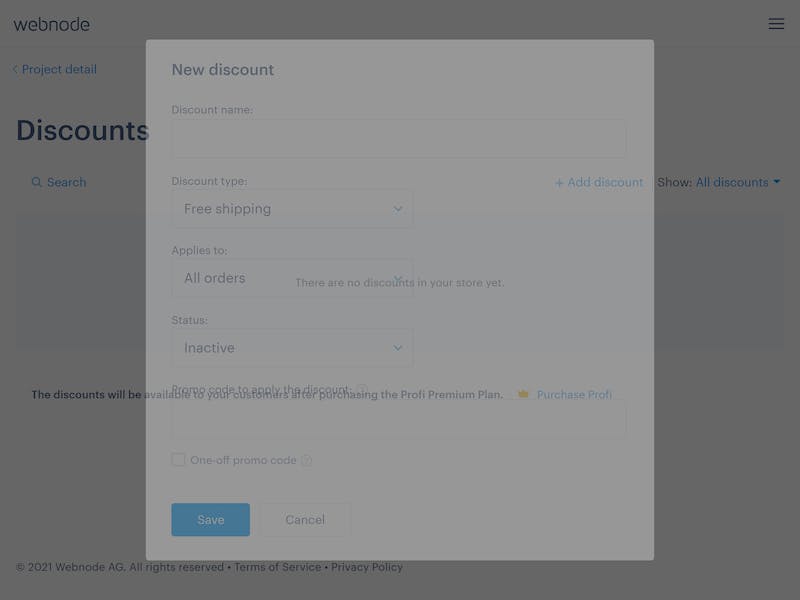 webnode
Project detail
New discount
Discount name:
Discounts
Discount type:
Search
+ Add discount
Show: All discounts
Free shipping
Applies to:
All orders
There are no discounts in your store yet.
Status:
Inactive
Promo code to apply the discount: ?
The discounts will be available to your customers after purchasing the Profi Premium Plan.
Purchase Profi
One-off promo code ?
Save
Cancel
© 2021 Webnode AG. All rights reserved • Terms of Service • Privacy Policy